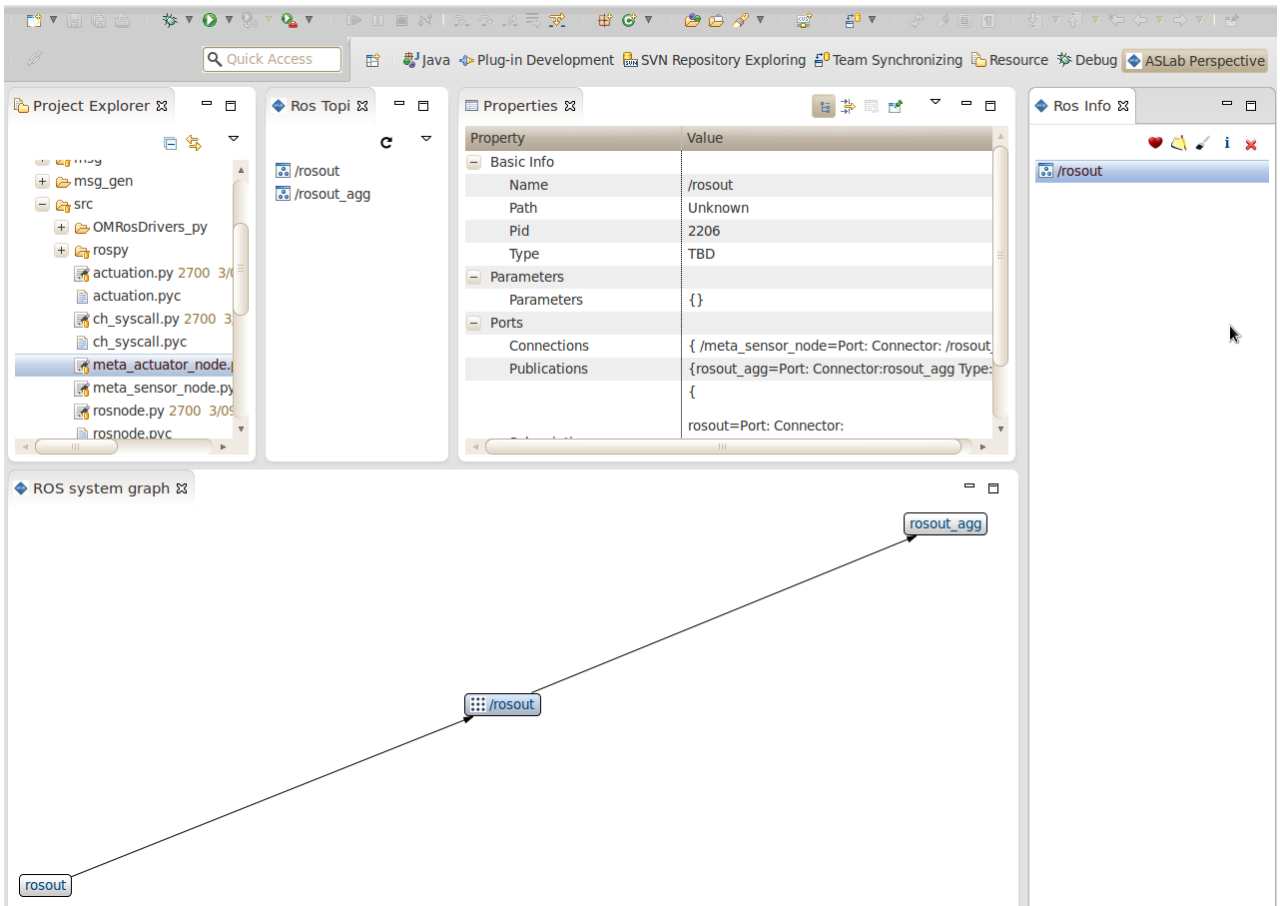 Quick Access
Java
Plug-in Development
SVN Repository Exploring
Team Synchronizing
Resource
Debug
ASLab Perspective
Project Explorer
msg
msg_gen
src
OMRosDrivers_py
rospy
actuation.py 2700 3/0
actuation.pyc
ch_syscall.py 2700 3
ch_syscall.pyc
meta_actuator_node.p
meta_sensor_node.py
rosnode.py 2700 3/09
rosnode.pyc
Ros Topi
/rosout
/rosout_agg
Properties
Property Value
Basic Info
Name /rosout
Path Unknown
Pid 2206
Type TBD
Parameters
Parameters {}
Ports
Connections { /meta_sensor_node=Port: Connector: /rosout_
Publications {rosout_agg=Port: Connector:rosout_agg Type:
{
rosout=Port: Connector:
Ros Info
/rosout
ROS system graph
rosout_agg
/rosout
rosout